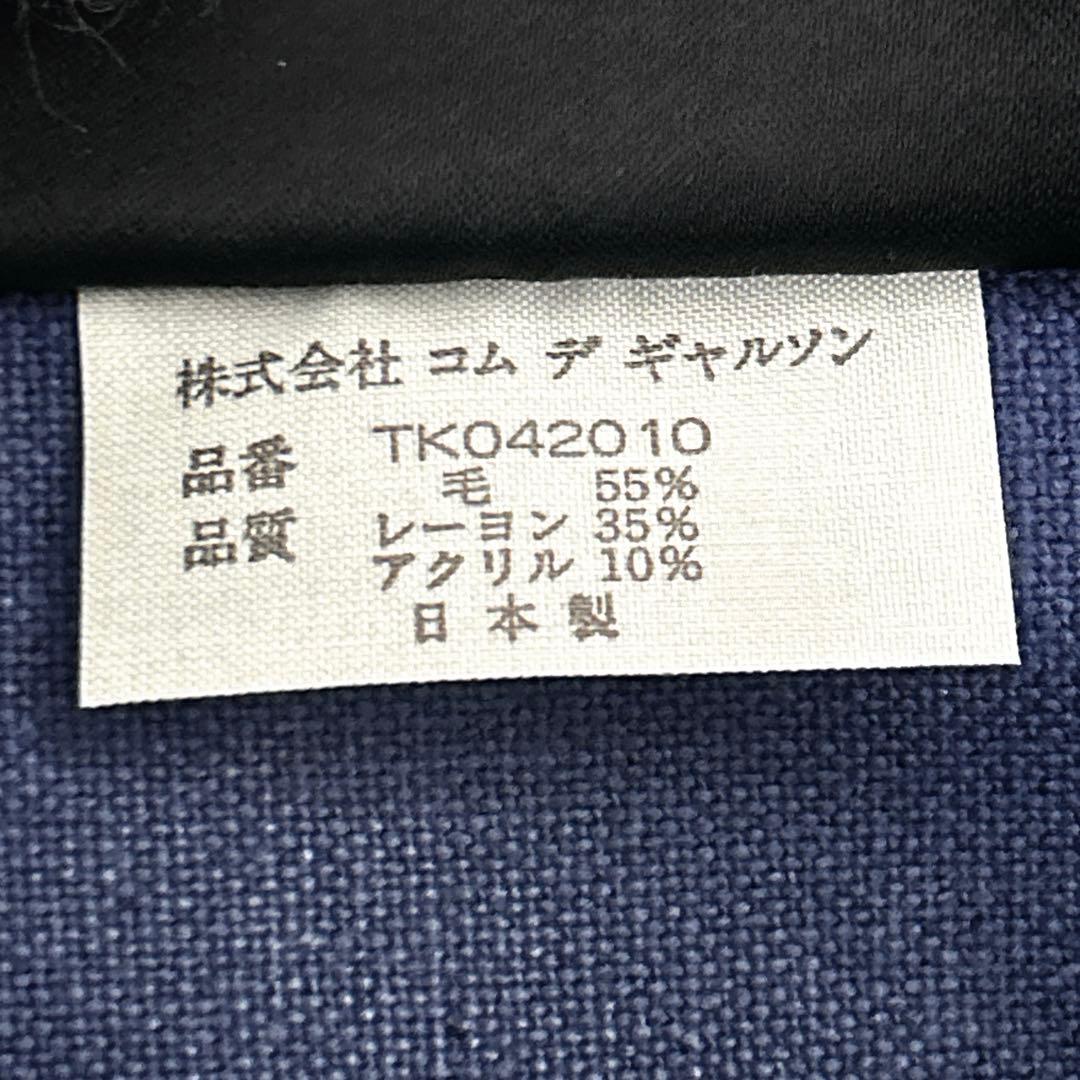 株式会社 コム デ ギャルソン
品番 TK042010
毛 55%
品質 レーヨン 35%
アクリル 10%
日本製